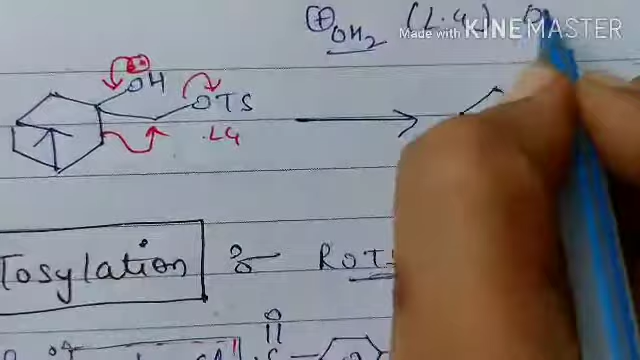 ⊕OH2 (L.G)
Made with KINEMASTER
OH
OTS
.LG
Tosylation :- ROTS
O